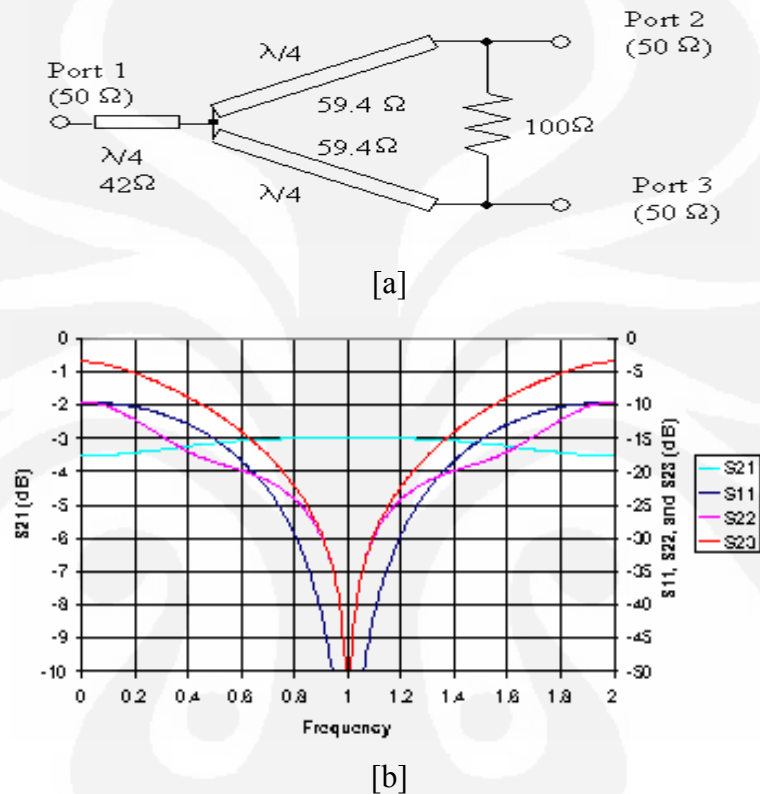 Port 1
(50 Ω)
λ/4
42Ω
λ/4
59.4 Ω
59.4Ω
λ/4
100Ω
Port 2
(50 Ω)
Port 3
(50 Ω)
[a]
S21 (dB)
0
-1
-2
-3
-4
-5
-6
-7
-8
-9
-10
0 0.2 0.4 0.6 0.8 1 1.2 1.4 1.6 1.8 2
Frequency
0
-5
-10
-15
-20
-25
-30
-35
-40
-45
-50
S11, S22, and S23 (dB)
S21
S11
S22
S23
[b]